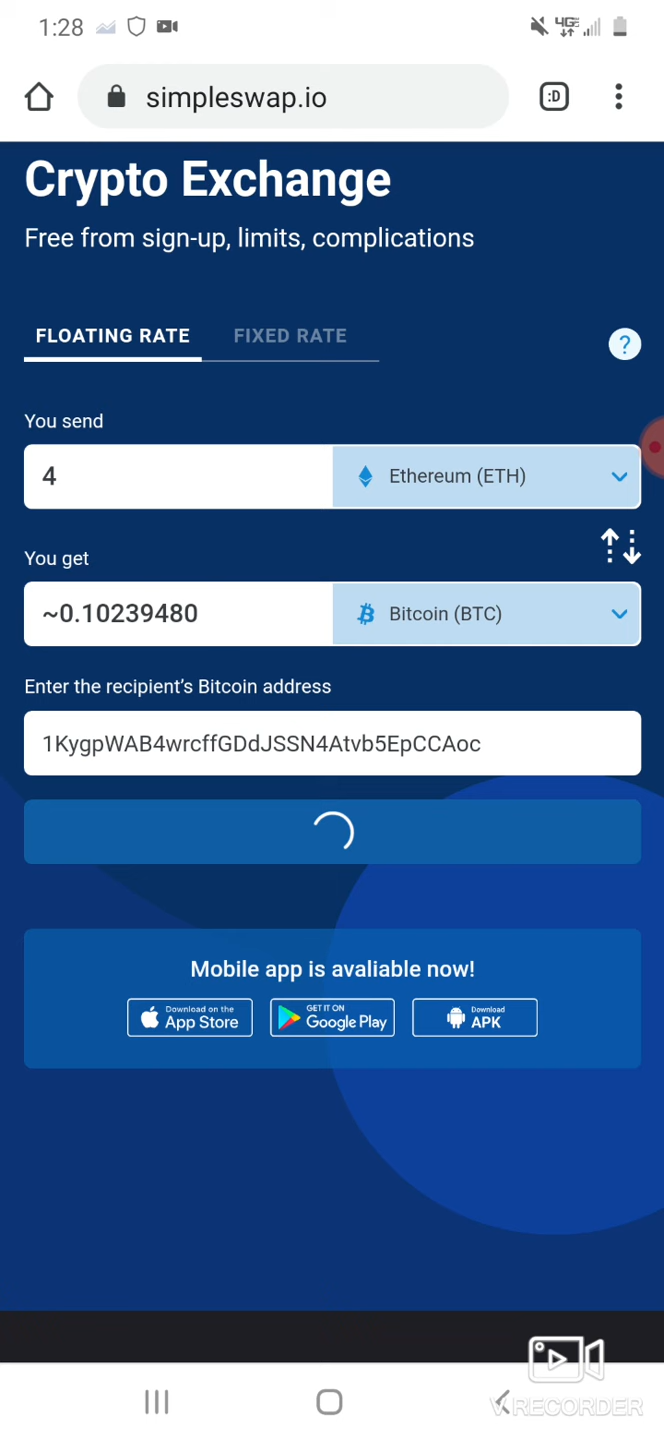 1:28
4GE
simpleswap.io
:D
Crypto Exchange
Free from sign-up, limits, complications
FLOATING RATE FIXED RATE
?
You send
4 Ethereum (ETH)
You get
~0.10239480 Bitcoin (BTC)
Enter the recipient’s Bitcoin address
1KygpWAB4wrcffGDdJSSN4Atvb5EpCCAoc
Mobile app is avaliable now!
Download on the
App Store
GET IT ON
Google Play
Download
APK
V RECORDER